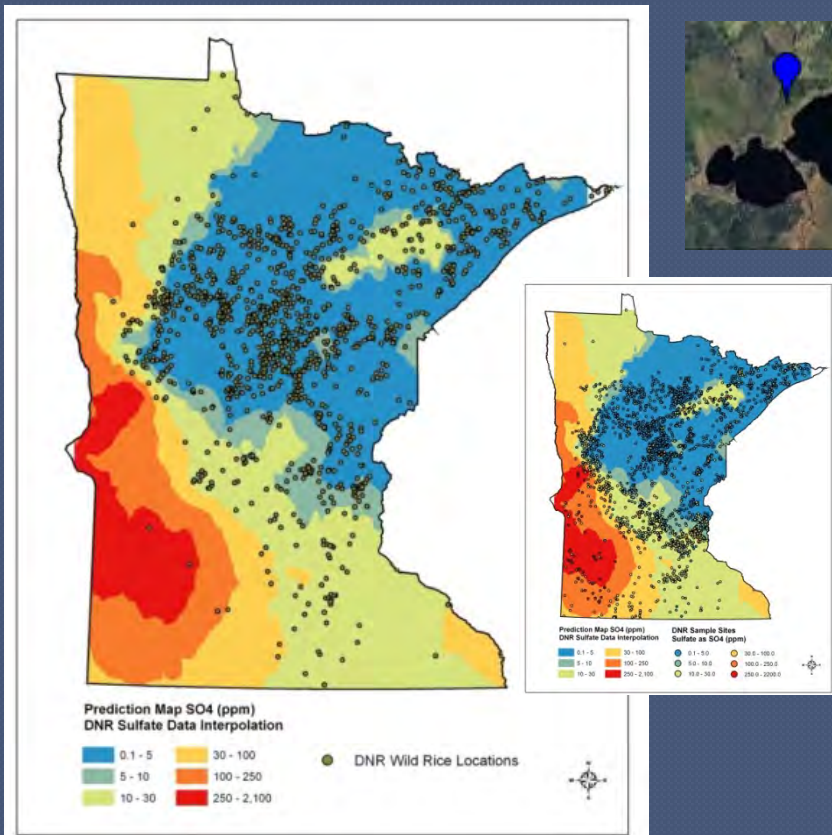 Prediction Map SO4 (ppm)
DNR Sulfate Data Interpolation
0.1 - 5
5 - 10
10 - 30
30 - 100
100 - 250
250 - 2,100
DNR Wild Rice Locations
Prediction Map SO4 (ppm)
DNR Sulfate Data Interpolation
0.1 - 5
5 - 10
10 - 30
30 - 100
100 - 250
250 - 2,100
DNR Sample Sites
Sulfate as SO4 (ppm)
0.1 - 5.0
5.0 - 10.0
10.0 - 30.0
30.0 - 100.0
100.0 - 250.0
250.0 - 2200.0